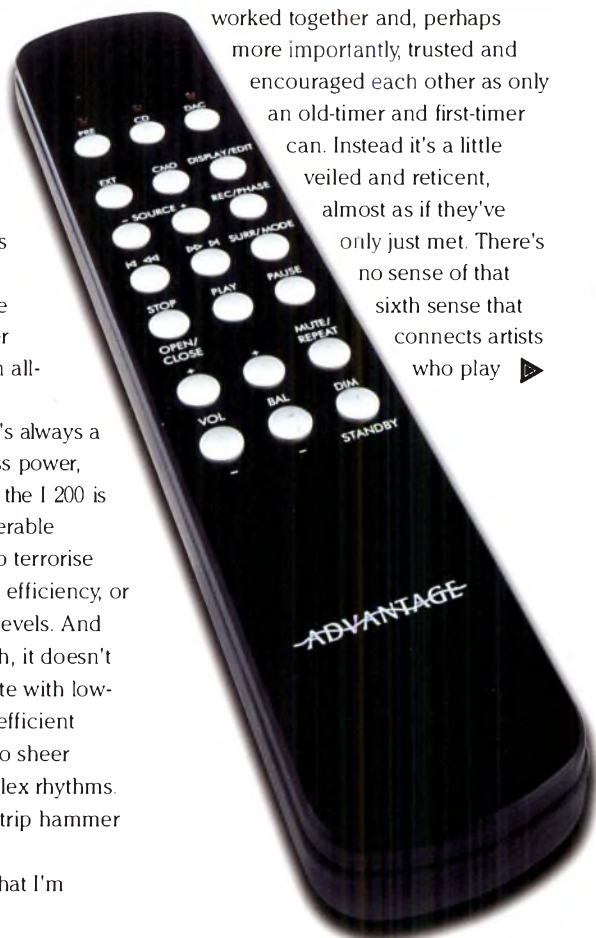 s
e
r
n all-
's always a
ss power,
the I 200 is
erable
o terrorise
efficiency, or
evels. And
h, it doesn't
te with low-
efficient
o sheer
lex rhythms.
trip hammer
hat I'm
worked together and, perhaps
more importantly, trusted and
encouraged each other as only
an old-timer and first-timer
can. Instead it's a little
veiled and reticent,
almost as if they've
only just met. There's
no sense of that
sixth sense that
connects artists
who play
PRE CD DAC
EXT CMD DISPLAY/EDIT
- SOURCE + REC/PHASE
SURR/MODE
STOP PLAY PAUSE
OPEN/
CLOSE
MUTE/
REPEAT
+ +
VOL BAL DIM
- - STANDBY
ADVANTAGE